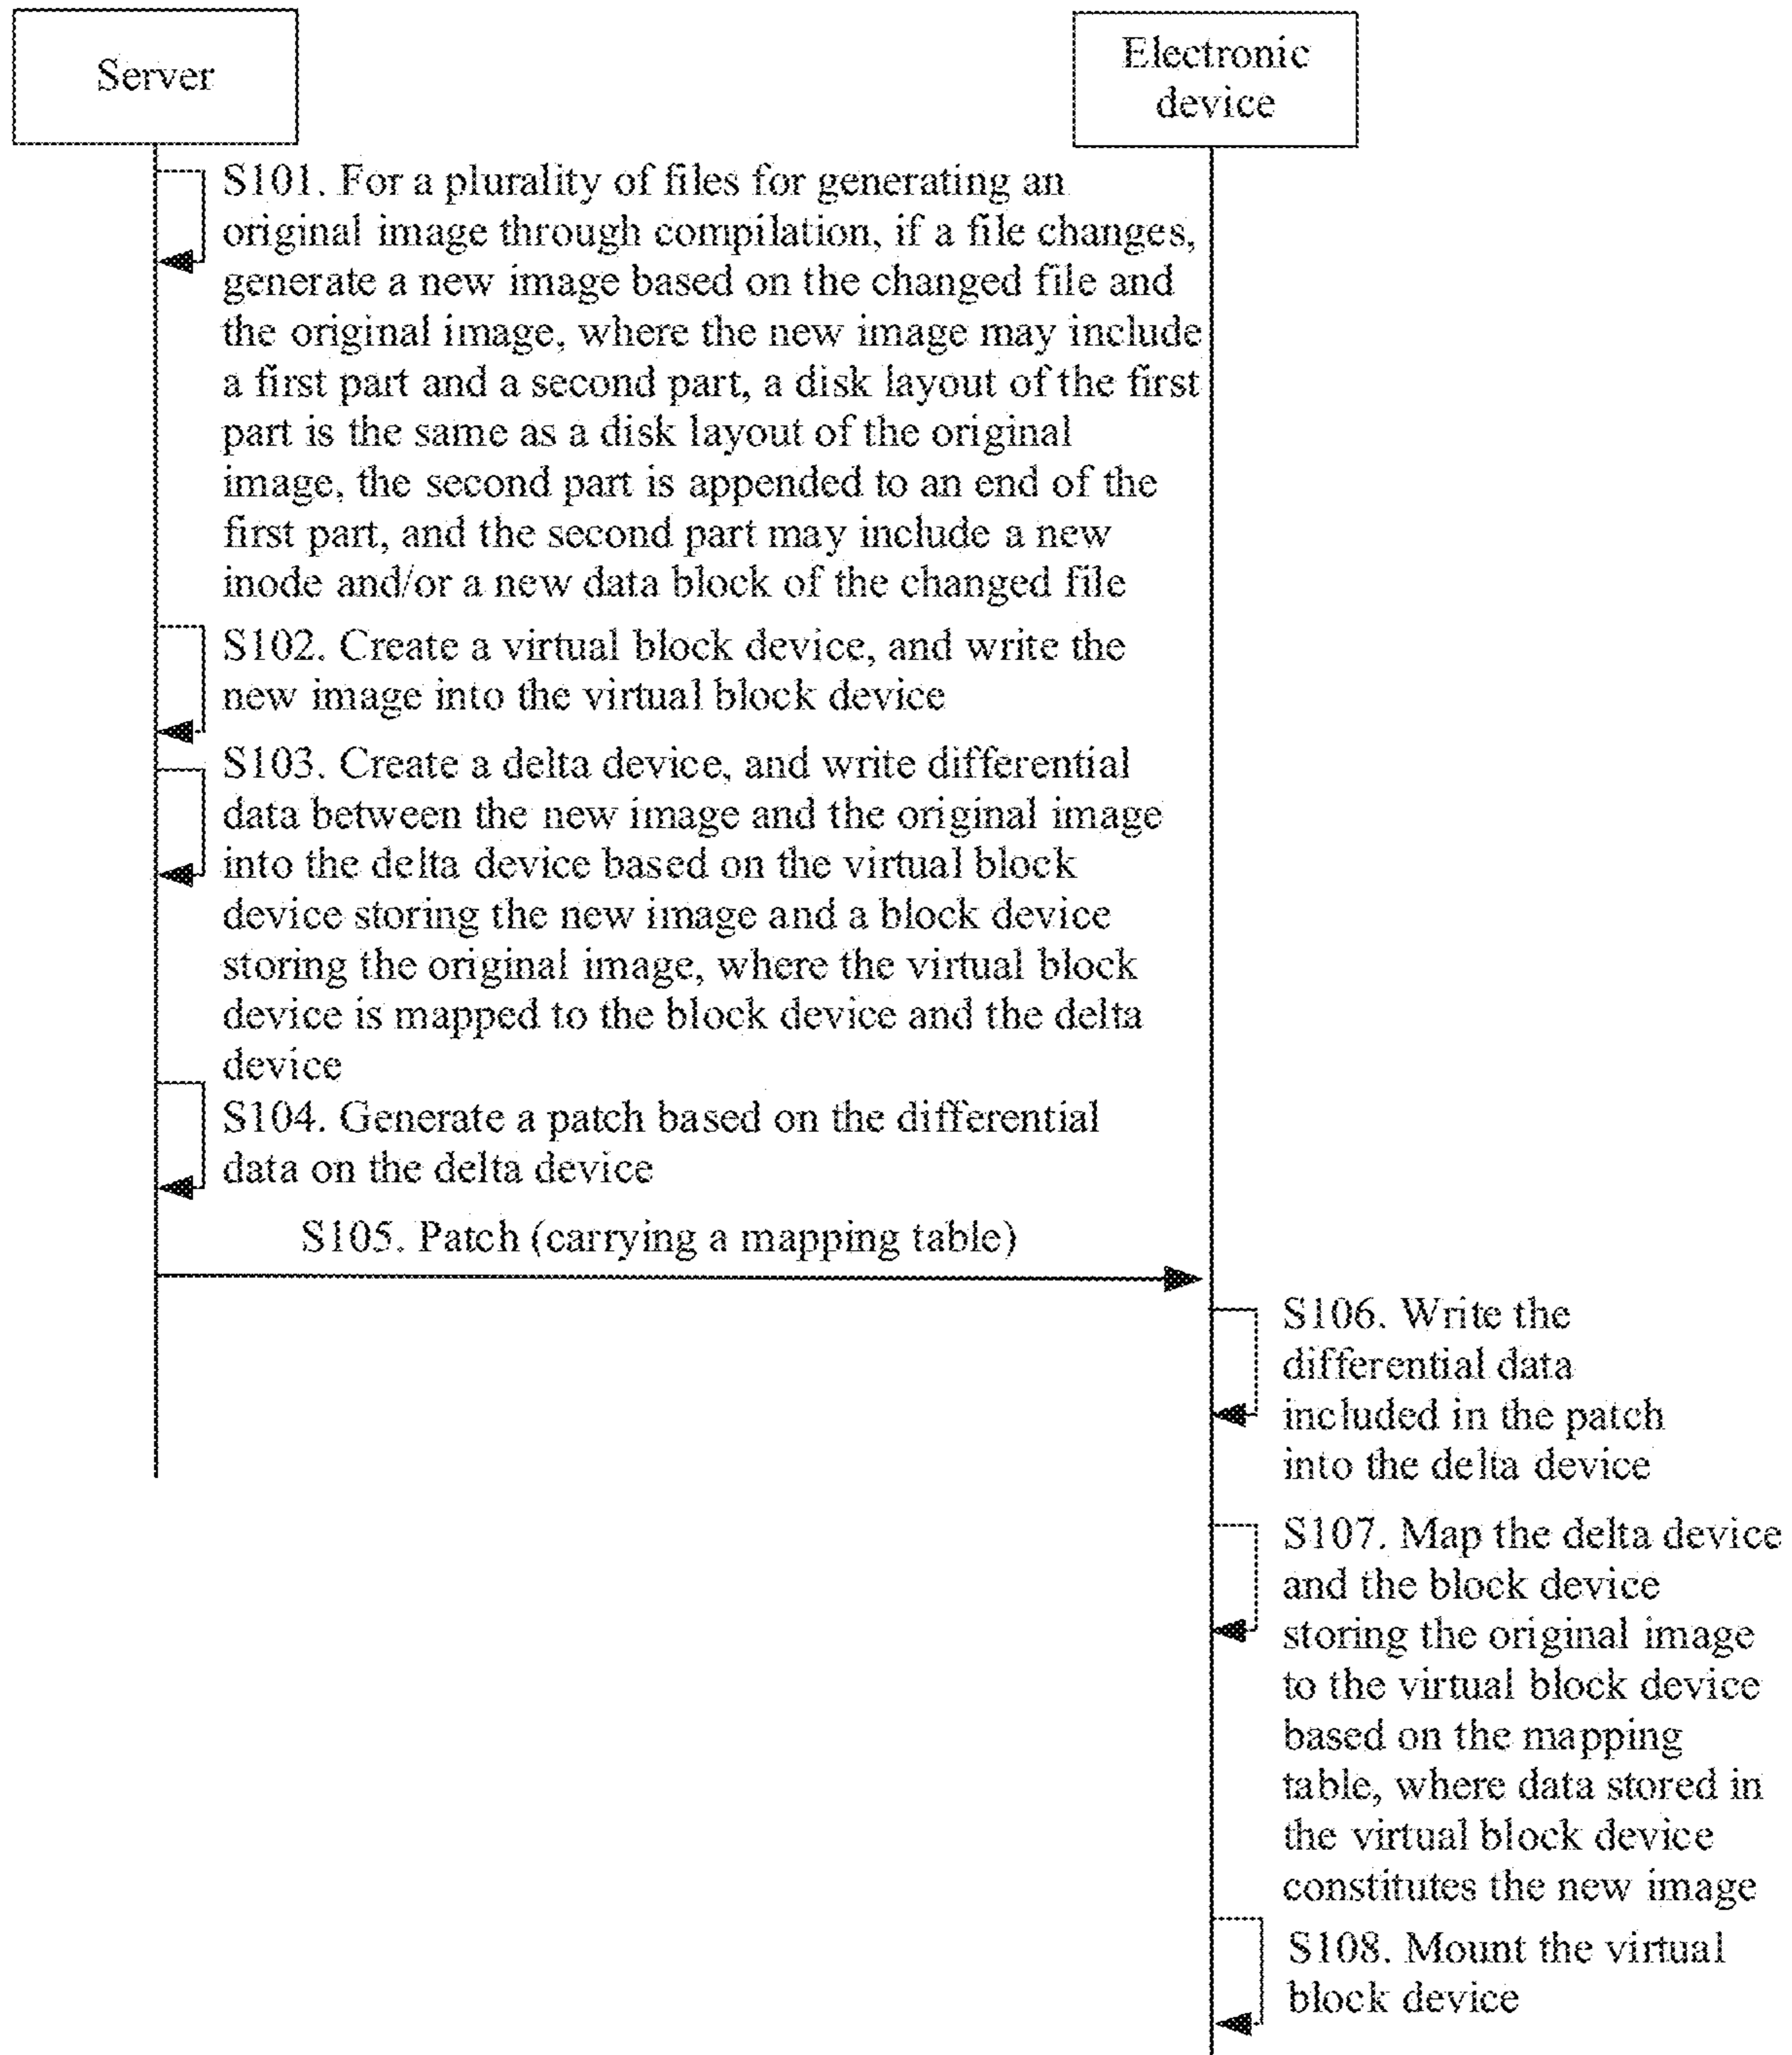 Server
Electronic
device
S101. For a plurality of files for generating an
original image through compilation, if a file changes,
generate a new image based on the changed file and
the original image, where the new image may include
a first part and a second part, a disk layout of the first
part is the same as a disk layout of the original
image, the second part is appended to an end of the
first part, and the second part may include a new
inode and/or a new data block of the changed file
S102. Create a virtual block device, and write the
new image into the virtual block device
S103. Create a delta device, and write differential
data between the new image and the original image
into the delta device based on the virtual block
device storing the new image and a block device
storing the original image, where the virtual block
device is mapped to the block device and the delta
device
S104. Generate a patch based on the differential
data on the delta device
S105. Patch (carrying a mapping table)
S106. Write the
differential data
included in the patch
into the delta device
S107. Map the delta device
and the block device
storing the original image
to the virtual block device
based on the mapping
table, where data stored in
the virtual block device
constitutes the new image
S108. Mount the virtual
block device